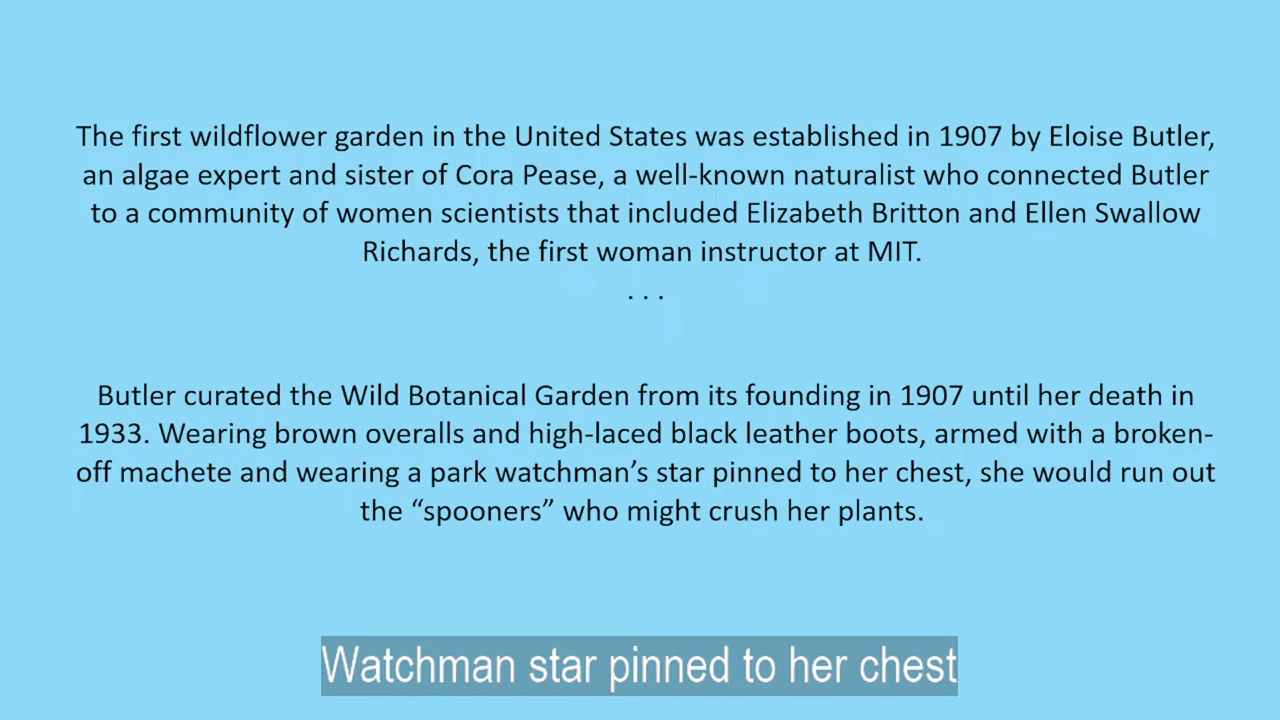 The first wildflower garden in the United States was established in 1907 by Eloise Butler,
an algae expert and sister of Cora Pease, a well-known naturalist who connected Butler
to a community of women scientists that included Elizabeth Britton and Ellen Swallow
Richards, the first woman instructor at MIT.
. . .
Butler curated the Wild Botanical Garden from its founding in 1907 until her death in
1933. Wearing brown overalls and high-laced black leather boots, armed with a broken-
off machete and wearing a park watchman’s star pinned to her chest, she would run out
the “spooners” who might crush her plants.
Watchman star pinned to her chest